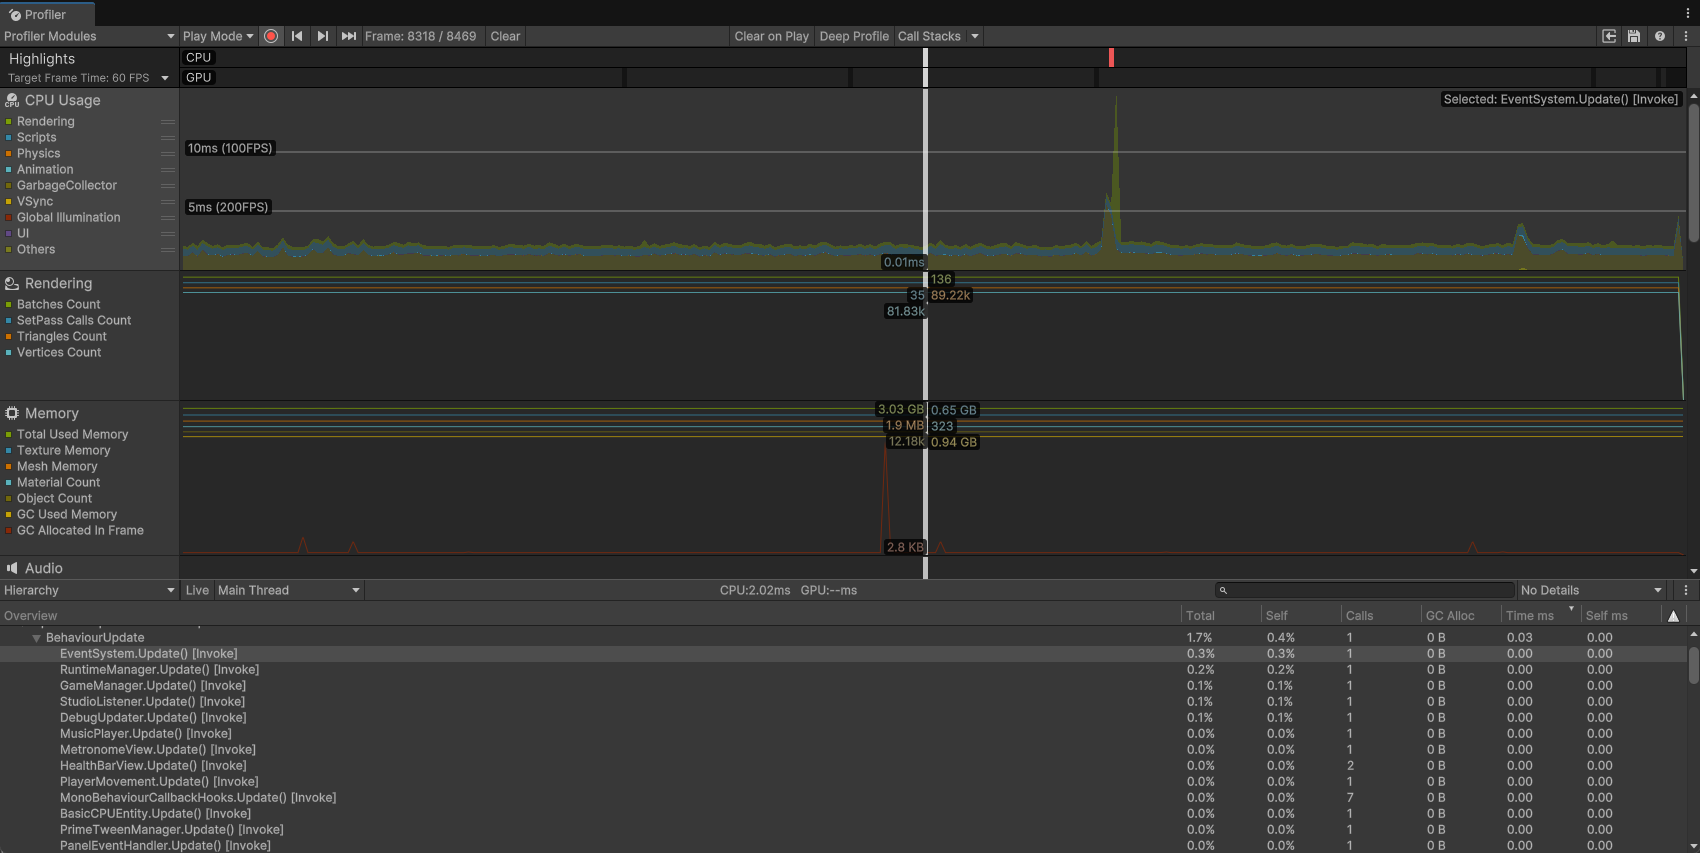 Profiler
Profiler Modules Play Mode Frame: 8318 / 8469 Clear Clear on Play Deep Profile Call Stacks
Highlights
Target Frame Time: 60 FPS
CPU
GPU
CPU Usage
Rendering
Scripts
Physics
Animation
GarbageCollector
VSync
Global Illumination
UI
Others
Selected: EventSystem.Update() [Invoke]
10ms (100FPS)
5ms (200FPS)
0.01ms
Rendering
Batches Count
SetPass Calls Count
Triangles Count
Vertices Count
136
35 89.22k
81.83k
Memory
Total Used Memory
Texture Memory
Mesh Memory
Material Count
Object Count
GC Used Memory
GC Allocated In Frame
3.03 GB 0.65 GB
1.9 MB 323
12.18k 0.94 GB
2.8 KB
Audio
Hierarchy Live Main Thread CPU:2.02ms GPU:--ms No Details
Overview Total Self Calls GC Alloc Time ms Self ms
BehaviourUpdate 1.7% 0.4% 1 0 B 0.03 0.00
EventSystem.Update() [Invoke] 0.3% 0.3% 1 0 B 0.00 0.00
RuntimeManager.Update() [Invoke] 0.2% 0.2% 1 0 B 0.00 0.00
GameManager.Update() [Invoke] 0.1% 0.1% 1 0 B 0.00 0.00
StudioListener.Update() [Invoke] 0.1% 0.1% 1 0 B 0.00 0.00
DebugUpdater.Update() [Invoke] 0.1% 0.1% 1 0 B 0.00 0.00
MusicPlayer.Update() [Invoke] 0.0% 0.0% 1 0 B 0.00 0.00
MetronomeView.Update() [Invoke] 0.0% 0.0% 1 0 B 0.00 0.00
HealthBarView.Update() [Invoke] 0.0% 0.0% 2 0 B 0.00 0.00
PlayerMovement.Update() [Invoke] 0.0% 0.0% 1 0 B 0.00 0.00
MonoBehaviourCallbackHooks.Update() [Invoke] 0.0% 0.0% 7 0 B 0.00 0.00
BasicCPUEntity.Update() [Invoke] 0.0% 0.0% 1 0 B 0.00 0.00
PrimeTweenManager.Update() [Invoke] 0.0% 0.0% 1 0 B 0.00 0.00
PanelEventHandler.Update() [Invoke] 0.0% 0.0% 1 0 B 0.00 0.00